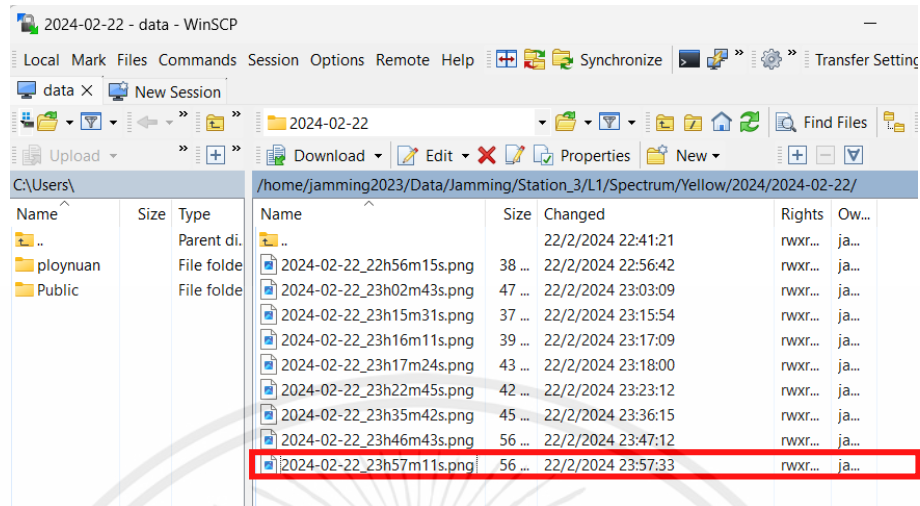 2024-02-22 - data - WinSCP
Local Mark Files Commands Session Options Remote Help Synchronize » » Transfer Setting
data × New Session
» » 2024-02-22 Find Files
Upload » » Download Edit Properties New
C:\Users\ /home/jamming2023/Data/Jamming/Station_3/L1/Spectrum/Yellow/2024/2024-02-22/
Name Size Type Name Size Changed Rights Ow...
.. Parent di. .. 22/2/2024 22:41:21 rwxr... ja...
ploynuan File folde 2024-02-22_22h56m15s.png 38 ... 22/2/2024 22:56:42 rwxr... ja...
Public File folde 2024-02-22_23h02m43s.png 47 ... 22/2/2024 23:03:09 rwxr... ja...
2024-02-22_23h15m31s.png 37 ... 22/2/2024 23:15:54 rwxr... ja...
2024-02-22_23h16m11s.png 39 ... 22/2/2024 23:17:09 rwxr... ja...
2024-02-22_23h17m24s.png 43 ... 22/2/2024 23:18:00 rwxr... ja...
2024-02-22_23h22m45s.png 42 ... 22/2/2024 23:23:12 rwxr... ja...
2024-02-22_23h35m42s.png 45 ... 22/2/2024 23:36:15 rwxr... ja...
2024-02-22_23h46m43s.png 56 ... 22/2/2024 23:47:12 rwxr... ja...
2024-02-22_23h57m11s.png 56 ... 22/2/2024 23:57:33 rwxr... ja...